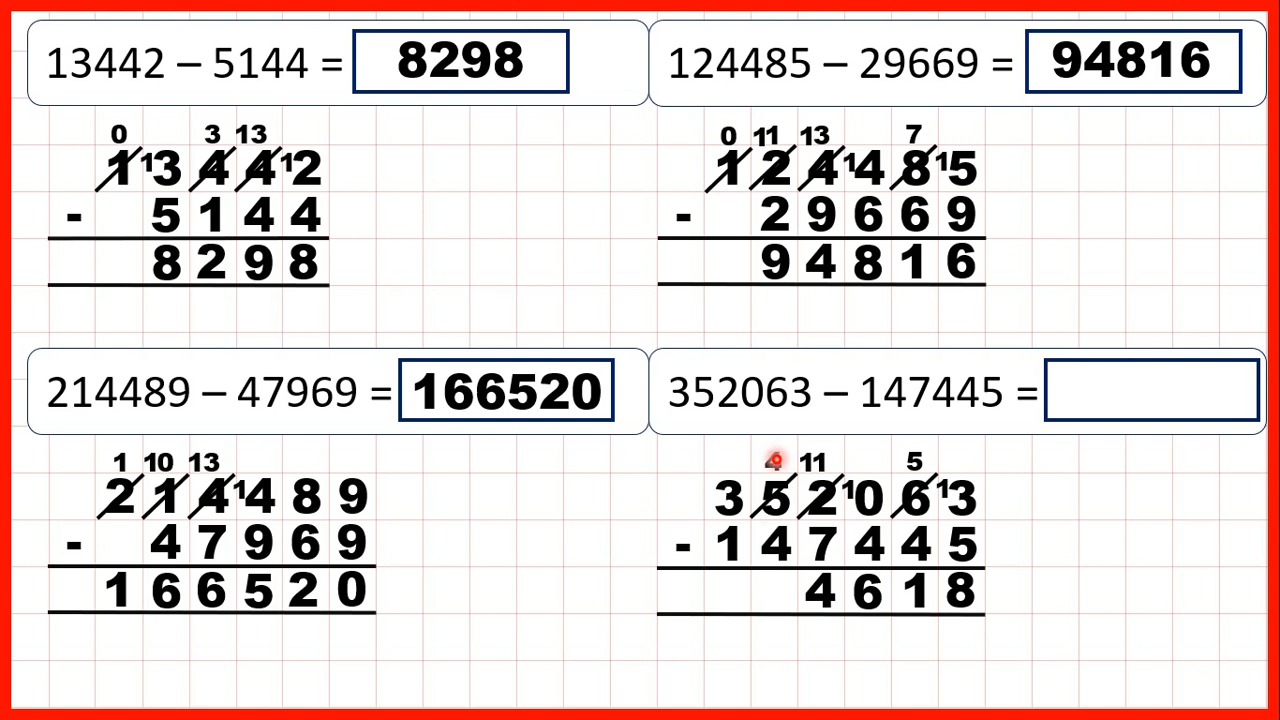 13442 – 5144 = 8298
0 3 13
1 13 4 4 12
- 5 1 4 4
8 2 9 8
124485 – 29669 = 94816
0 11 13 7
1 2 4 14 8 15
- 2 9 6 6 9
9 4 8 1 6
214489 – 47969 = 166520
1 10 13
2 1 4 14 8 9
- 4 7 9 6 9
1 6 6 5 2 0
352063 – 147445 =
4 11 5
3 5 2 10 6 13
- 1 4 7 4 4 5
4 6 1 8